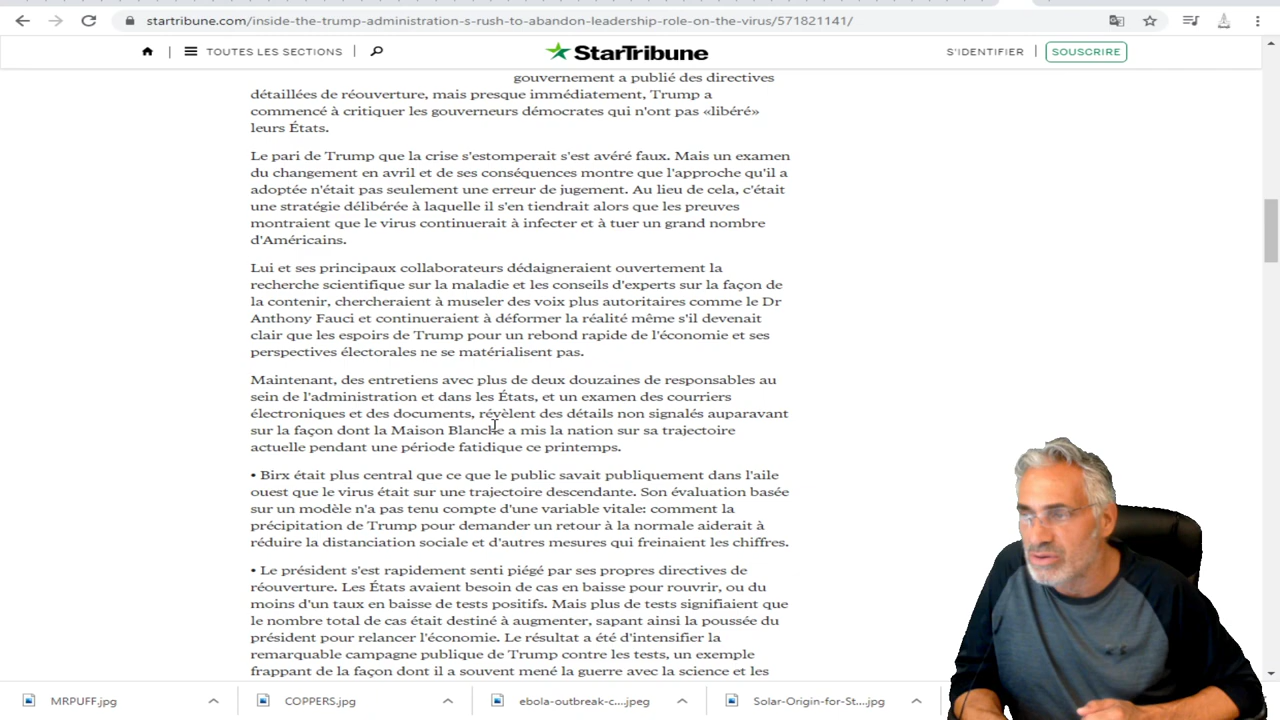 startribune.com/inside-the-trump-administration-s-rush-to-abandon-leadership-role-on-the-virus/571821141/
TOUTES LES SECTIONS
StarTribune
S'IDENTIFIER
SOUSCRIRE
gouvernement a publié des directives
détaillées de réouverture, mais presque immédiatement, Trump a
commencé à critiquer les gouverneurs démocrates qui n'ont pas «libéré»
leurs États.
Le pari de Trump que la crise s'estomperait s'est avéré faux. Mais un examen
du changement en avril et de ses conséquences montre que l'approche qu'il a
adoptée n'était pas seulement une erreur de jugement. Au lieu de cela, c'était
une stratégie délibérée à laquelle il s'en tiendrait alors que les preuves
montraient que le virus continuerait à infecter et à tuer un grand nombre
d'Américains.
Lui et ses principaux collaborateurs dédaigneraient ouvertement la
recherche scientifique sur la maladie et les conseils d'experts sur la façon de
la contenir, chercheraient à museler des voix plus autoritaires comme le Dr
Anthony Fauci et continueraient à déformer la réalité même s'il devenait
clair que les espoirs de Trump pour un rebond rapide de l'économie et ses
perspectives électorales ne se matérialisent pas.
Maintenant, des entretiens avec plus de deux douzaines de responsables au
sein de l'administration et dans les États, et un examen des courriers
électroniques et des documents, révèlent des détails non signalés auparavant
sur la façon dont la Maison Blanche a mis la nation sur sa trajectoire
actuelle pendant une période fatidique ce printemps.
• Birx était plus central que ce que le public savait publiquement dans l'aile
ouest que le virus était sur une trajectoire descendante. Son évaluation basée
sur un modèle n'a pas tenu compte d'une variable vitale: comment la
précipitation de Trump pour demander un retour à la normale aiderait à
réduire la distanciation sociale et d'autres mesures qui freinaient les chiffres.
• Le président s'est rapidement senti piégé par ses propres directives de
réouverture. Les États avaient besoin de cas en baisse pour rouvrir, ou du
moins d'un taux en baisse de tests positifs. Mais plus de tests signifiaient que
le nombre total de cas était destiné à augmenter, sapant ainsi la poussée du
président pour relancer l'économie. Le résultat a été d'intensifier la
remarquable campagne publique de Trump contre les tests, un exemple
frappant de la façon dont il a souvent mené la guerre avec la science et les
MRPUFF.jpg
COPPERS.jpg
ebola-outbreak-c....jpeg
Solar-Origin-for-St....jpg